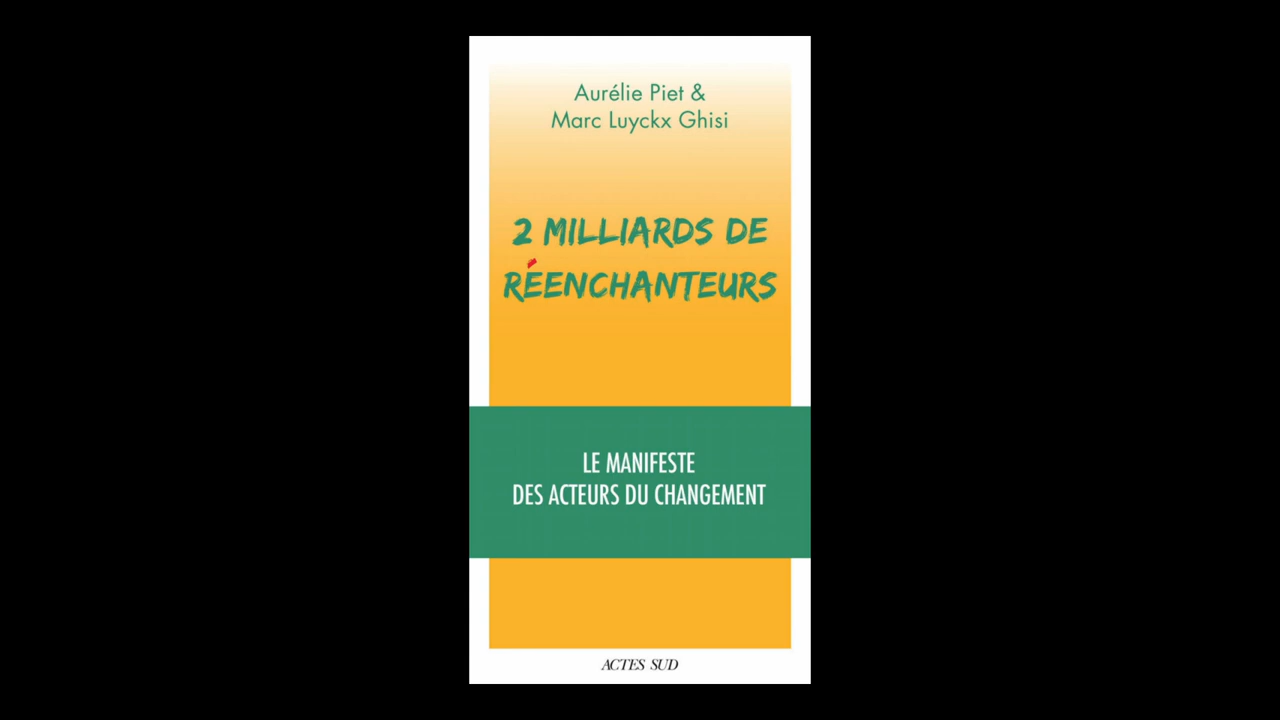 Aurélie Piet &
Marc Luyckx Ghisi
2 MILLIARDS DE
RÉENCHANTEURS
LE MANIFESTE
DES ACTEURS DU CHANGEMENT
ACTES SUD